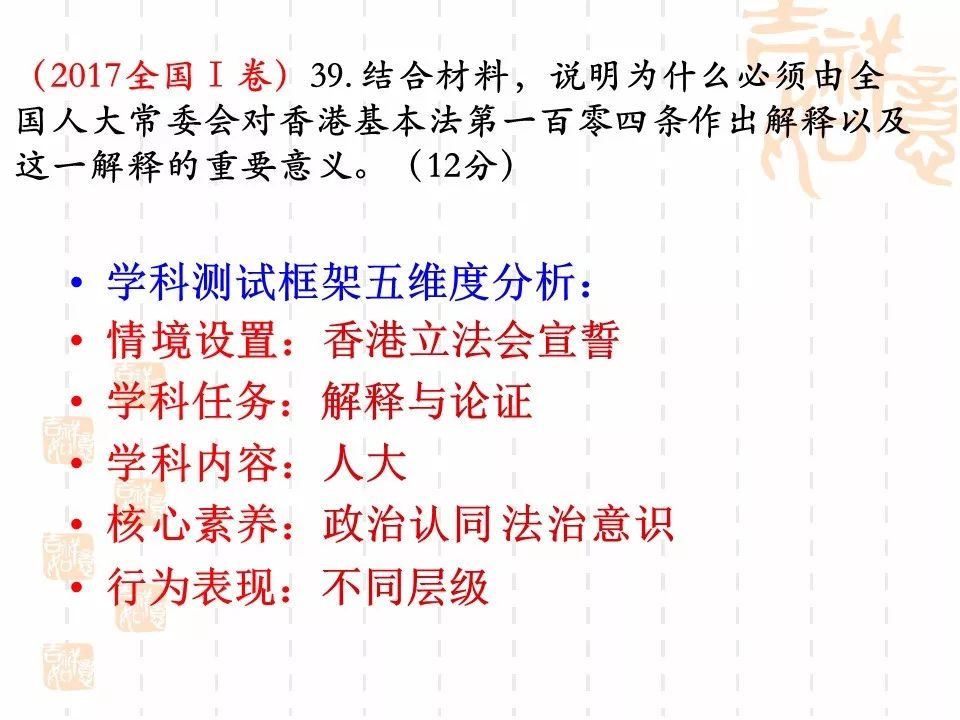 (2017全国Ⅰ卷)39.结合材料,说明为什么必须由全
国人大常委会对香港基本法第一百零四条作出解释以及
这一解释的重要意义。(12分)
• 学科测试框架五维度分析:
• 情境设置:香港立法会宣誓
• 学科任务:解释与论证
• 学科内容:人大
• 核心素养:政治认同 法治意识
• 行为表现:不同层级